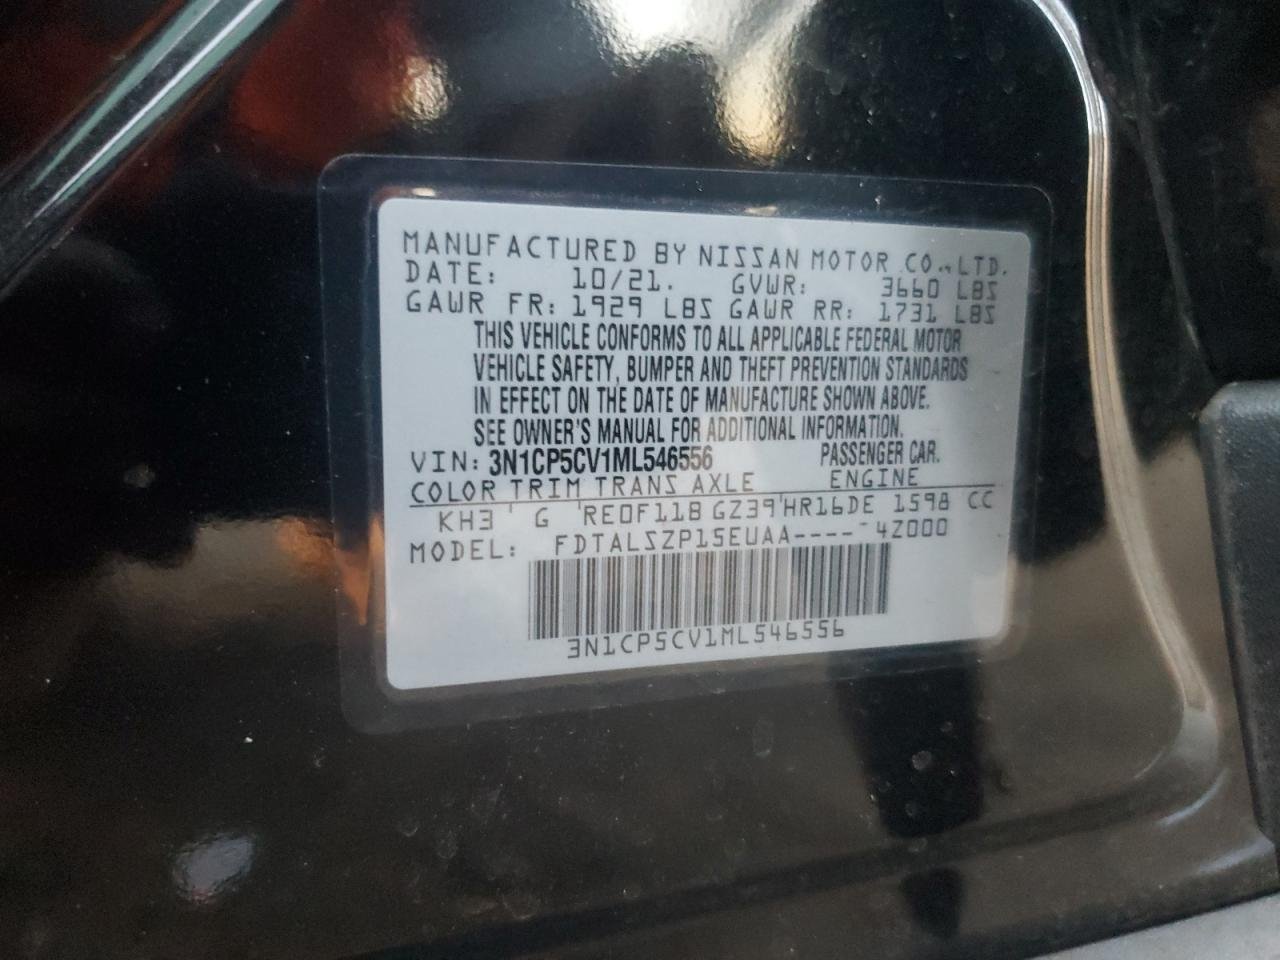 MANUFACTURED BY NISSAN MOTOR CO., LTD.
DATE: 10/21. GVWR: 3660 LBS
GAWR FR: 1929 LBS GAWR RR: 1731 LBS
THIS VEHICLE CONFORMS TO ALL APPLICABLE FEDERAL MOTOR
VEHICLE SAFETY, BUMPER AND THEFT PREVENTION STANDARDS
IN EFFECT ON THE DATE OF MANUFACTURE SHOWN ABOVE.
SEE OWNER'S MANUAL FOR ADDITIONAL INFORMATION.
VIN: 3N1CP5CV1ML546556 PASSENGER CAR.
COLOR TRIM TRANS AXLE ENGINE
KH3 G RE0F11B GZ39 HR16DE 1598 CC
MODEL: FDTALSZP15EUAA---- 4Z000
3N1CP5CV1ML546556